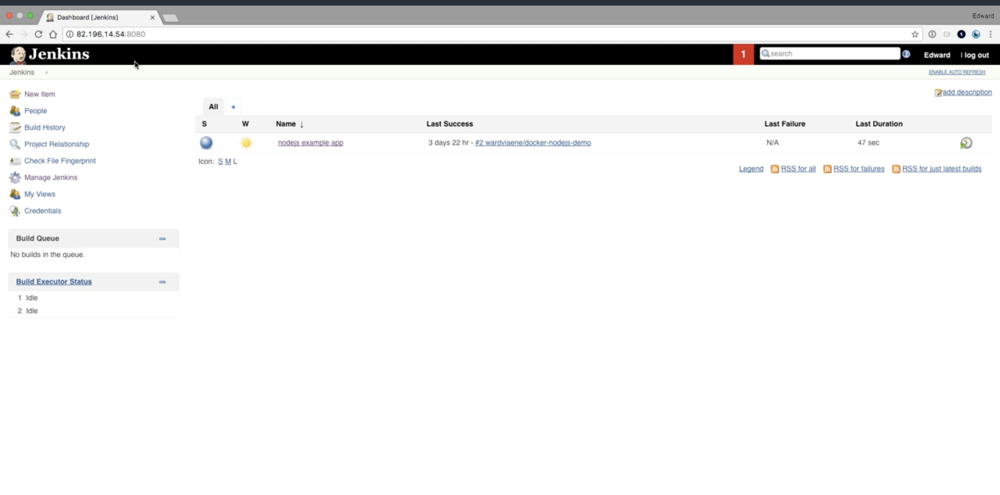 Dashboard [Jenkins]
Edward
82.196.14.54:8080
Jenkins
1
search
Edward
| log out
Jenkins
ENABLE AUTO REFRESH
New Item
People
Build History
Project Relationship
Check File Fingerprint
Manage Jenkins
My Views
Credentials
Build Queue
No builds in the queue.
Build Executor Status
1 Idle
2 Idle
add description
All +
S W Name ↓ Last Success Last Failure Last Duration
nodejs example app 3 days 22 hr - #2 wardviaene/docker-nodejs-demo N/A 47 sec
Icon: S M L
Legend RSS for all RSS for failures RSS for just latest builds